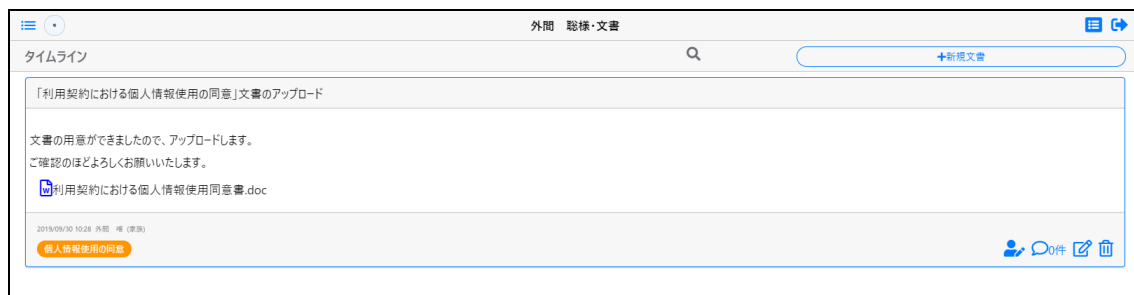 外間 聡様・文書
タイムライン
+新規文書
「利用契約における個人情報使用の同意」文書のアップロード
文書の用意ができましたので、アップロードします。
ご確認のほどよろしくお願いいたします。
利用契約における個人情報使用同意書.doc
2019/09/30 10:28 外間 唯 (家族)
個人情報使用の同意
0件